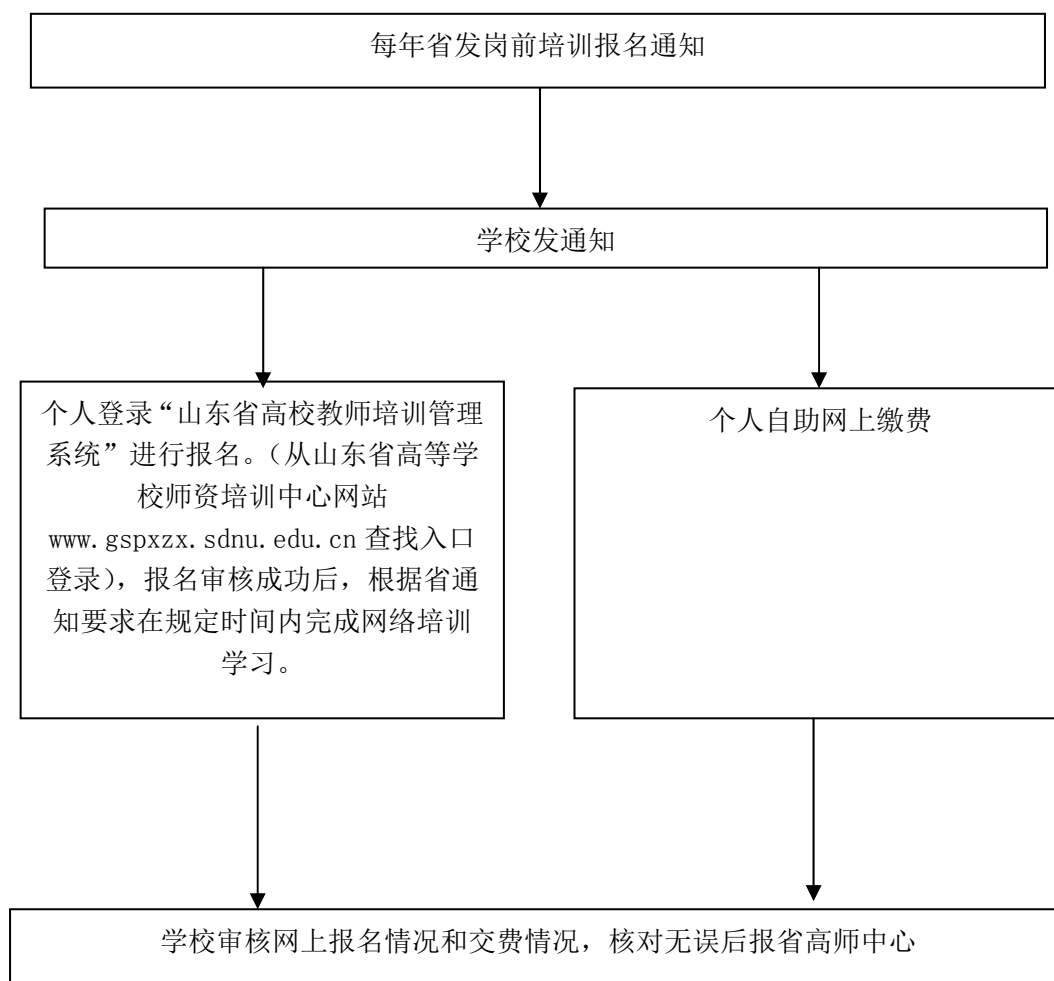 每年省发岗前培训报名通知
学校发通知
个人登录“山东省高校教师培训管理
系统”进行报名。（从山东省高等学
校师资培训中心网站
www.gspxzx.sdnu.edu.cn 查找入口
登录），报名审核成功后，根据省通
知要求在规定时间内完成网络培训
学习。
个人自助网上缴费
学校审核网上报名情况和交费情况，核对无误后报省高师中心